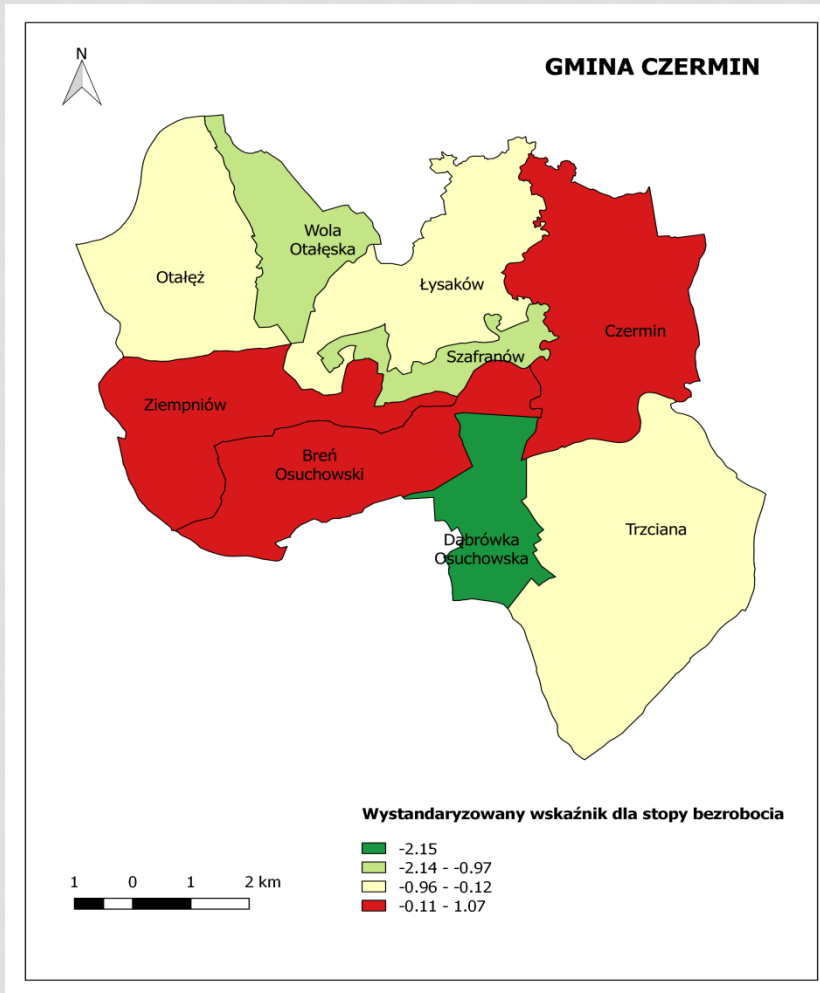 N
GMINA CZERMIN
Wola
Otałęska
Otałęż
Łysaków
Czermin
Szafranów
Ziempniów
Breń
Osuchowski
Trzciana
Dąbrówka
Osuchowska
Wystandaryzowany wskaźnik dla stopy bezrobocia
-2.15
-2.14 - -0.97
-0.96 - -0.12
-0.11 - 1.07
1 0 1 2 km